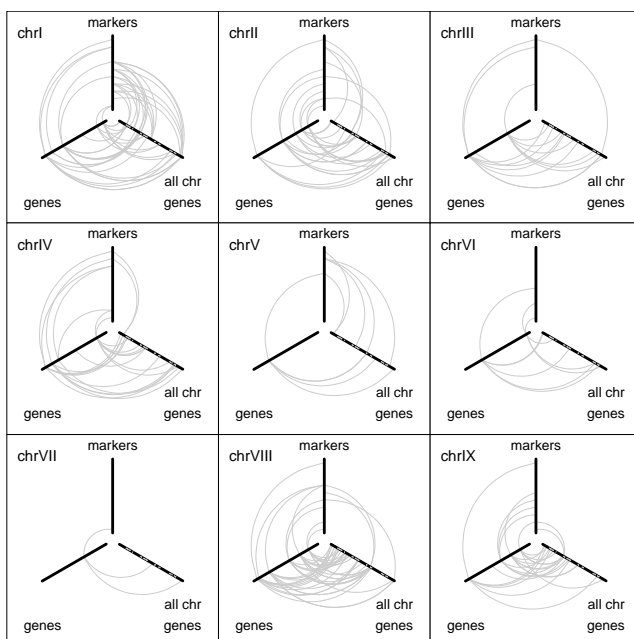 markers
chrI
all chr
genes
genes
markers
chrII
all chr
genes
genes
markers
chrIII
all chr
genes
genes
markers
chrIV
all chr
genes
genes
markers
chrV
all chr
genes
genes
markers
chrVI
all chr
genes
genes
markers
chrVII
all chr
genes
genes
markers
chrVIII
all chr
genes
genes
markers
chrIX
all chr
genes
genes